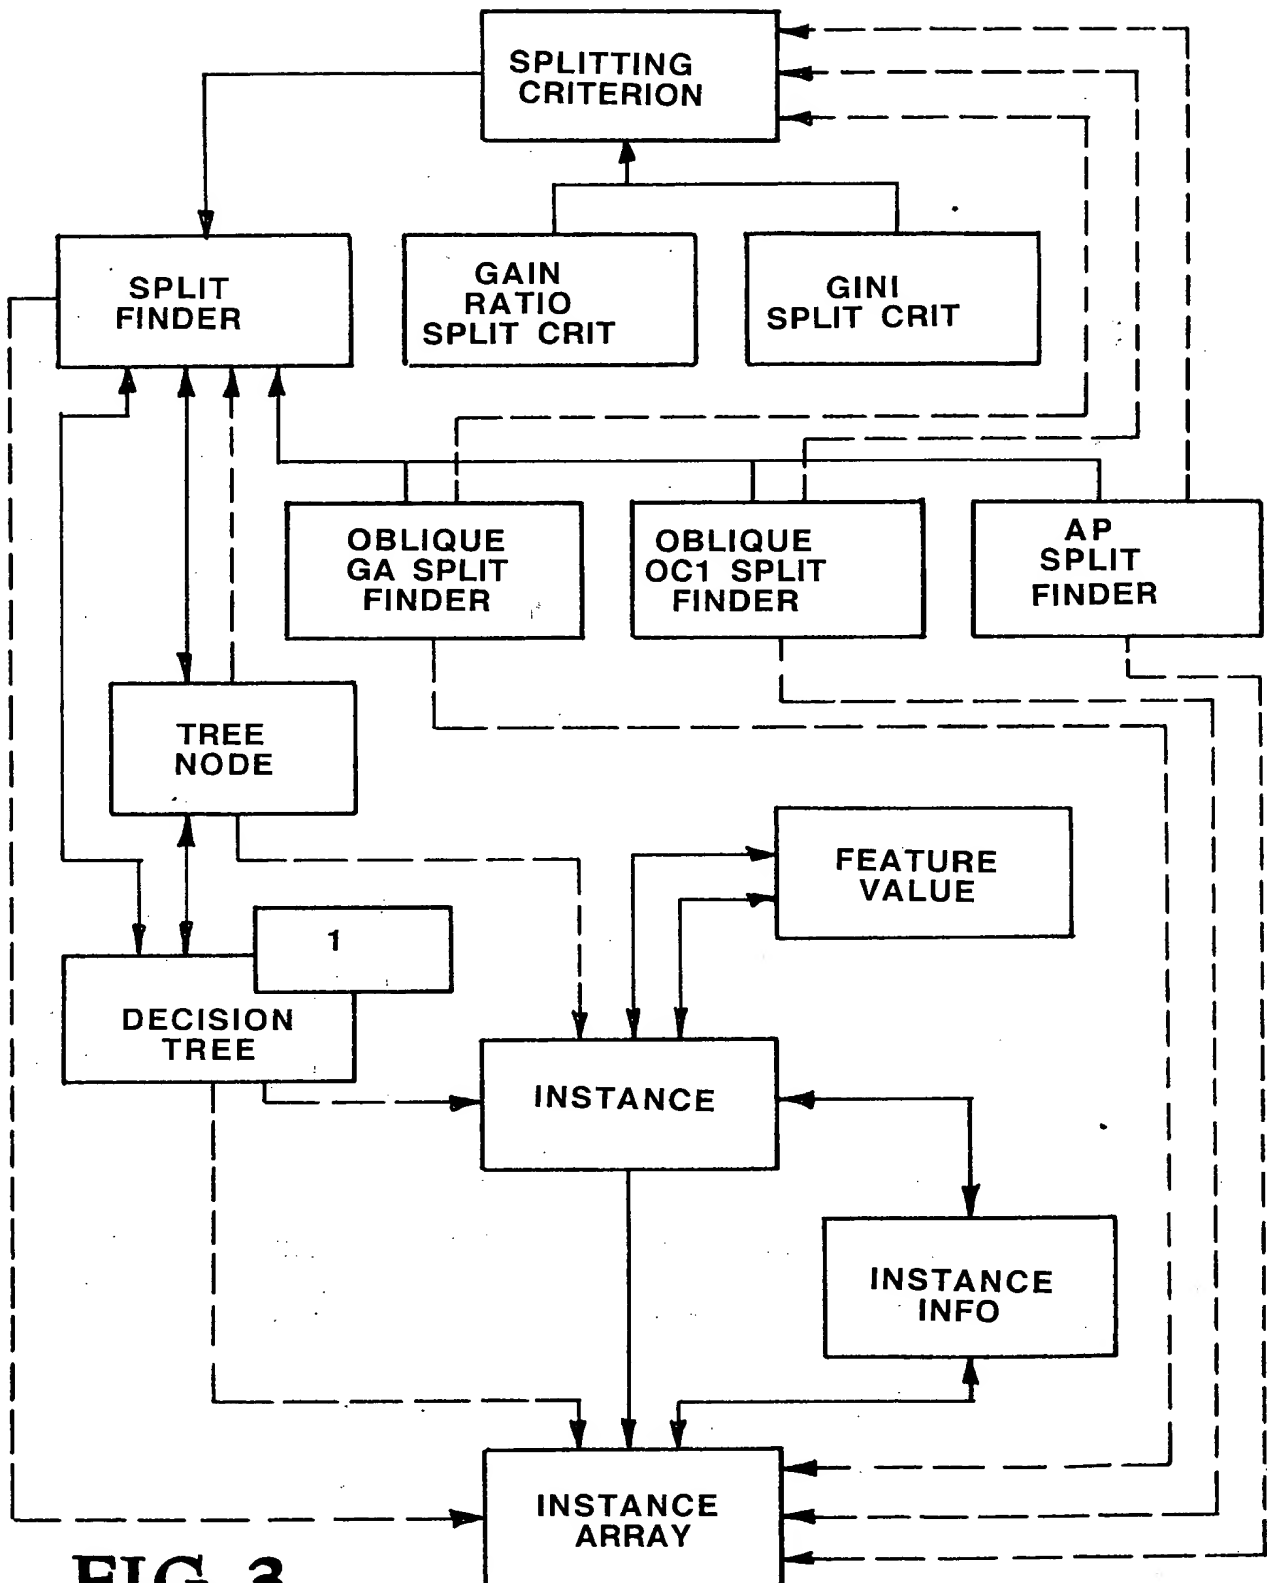 SPLITTING
CRITERION
SPLIT
FINDER
GAIN
RATIO
SPLIT CRIT
GINI
SPLIT CRIT
OBLIQUE
GA SPLIT
FINDER
OBLIQUE
OC1 SPLIT
FINDER
AP
SPLIT
FINDER
TREE
NODE
FEATURE
VALUE
1
DECISION
TREE
INSTANCE
INSTANCE
INFO
INSTANCE
ARRAY
FIG. 3